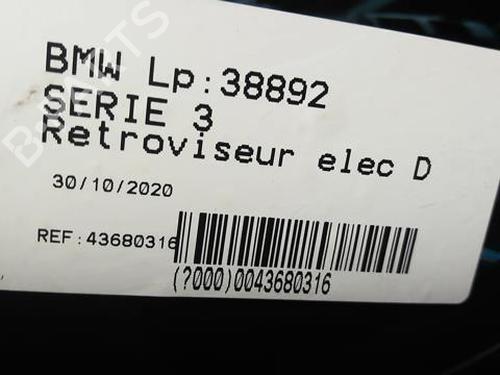 BMW Lp:38892
SERIE 3
Retroviseur elec D
30/10/2020
REF:43680316
(?000)0043680316